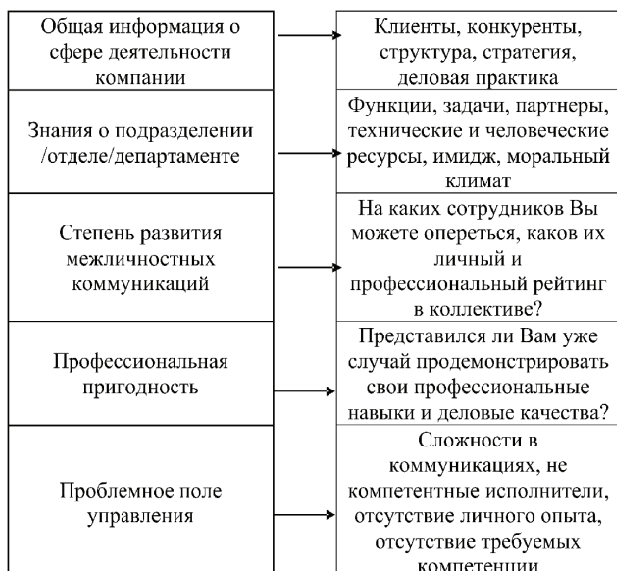 Общая информация о
сфере деятельности
компании
Клиенты, конкуренты,
структура, стратегия,
деловая практика
Знания о подразделении
/отделе/департаменте
Функции, задачи, партнеры,
технические и человеческие
ресурсы, имидж, моральный
климат
Степень развития
межличностных
коммуникаций
На каких сотрудников Вы
можете опереться, каков их
личный и
профессиональный рейтинг
в коллективе?
Профессиональная
пригодность
Представился ли Вам уже
случай продемонстрировать
свои профессиональные
навыки и деловые качества?
Проблемное поле
управления
Сложности в
коммуникациях, не
компетентные исполнители,
отсутствие личного опыта,
отсутствие требуемых
компетенции